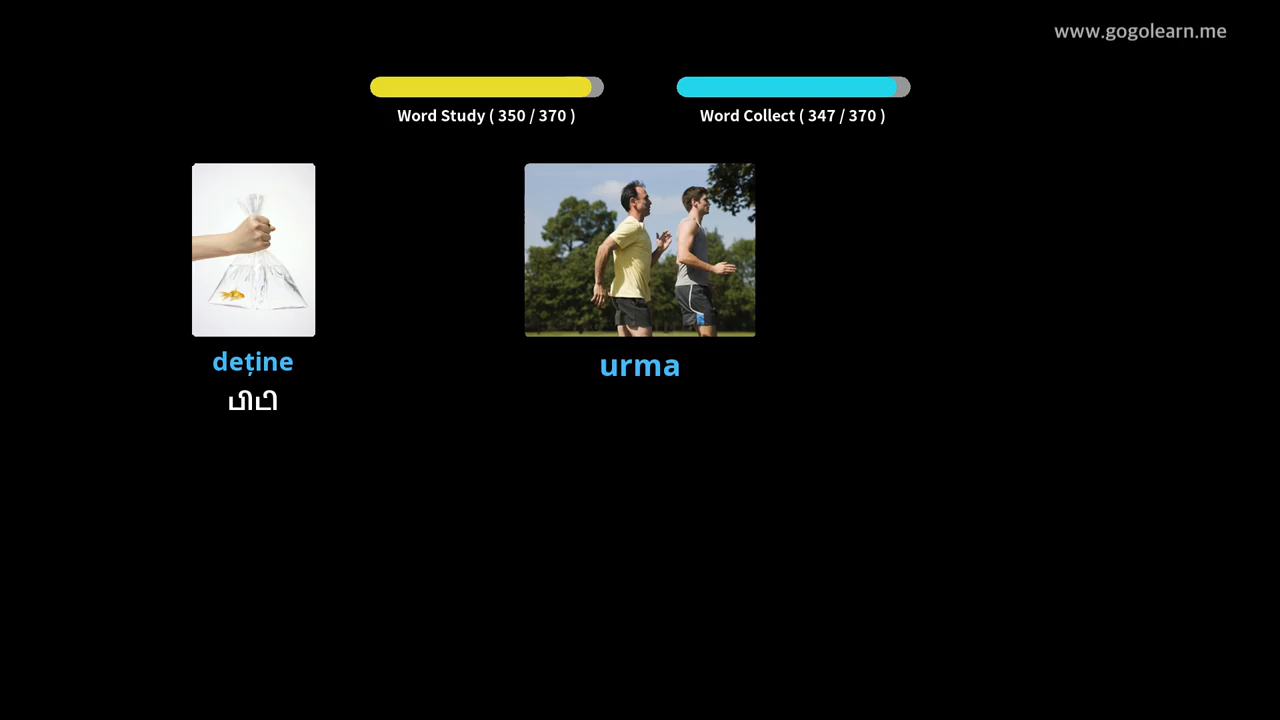 www.gogolearn.me
Word Study ( 350 / 370 )
Word Collect ( 347 / 370 )
deține
பிடி
urma